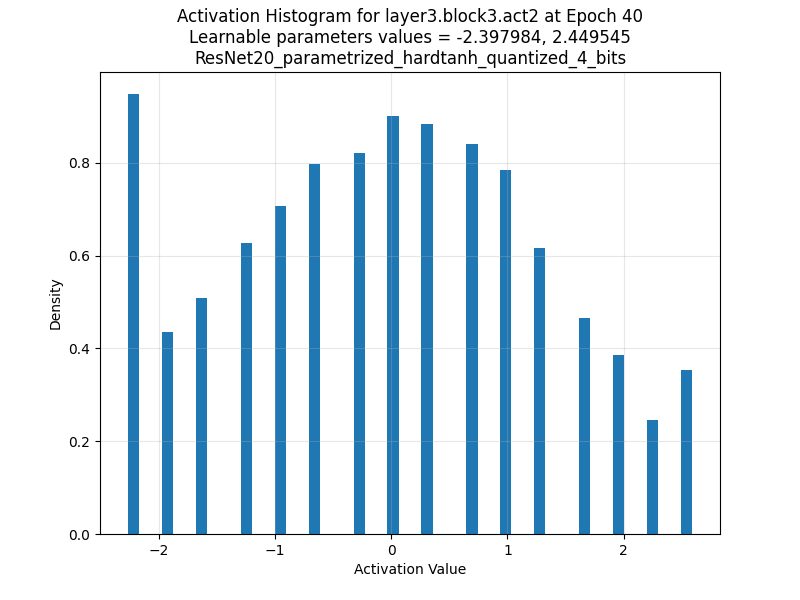 Activation Histogram for layer3.block3.act2 at Epoch 40
Learnable parameters values = -2.397984, 2.449545
ResNet20_parametrized_hardtanh_quantized_4_bits
Density
0.8
0.6
0.4
0.2
0.0
−2 −1 0 1 2
Activation Value